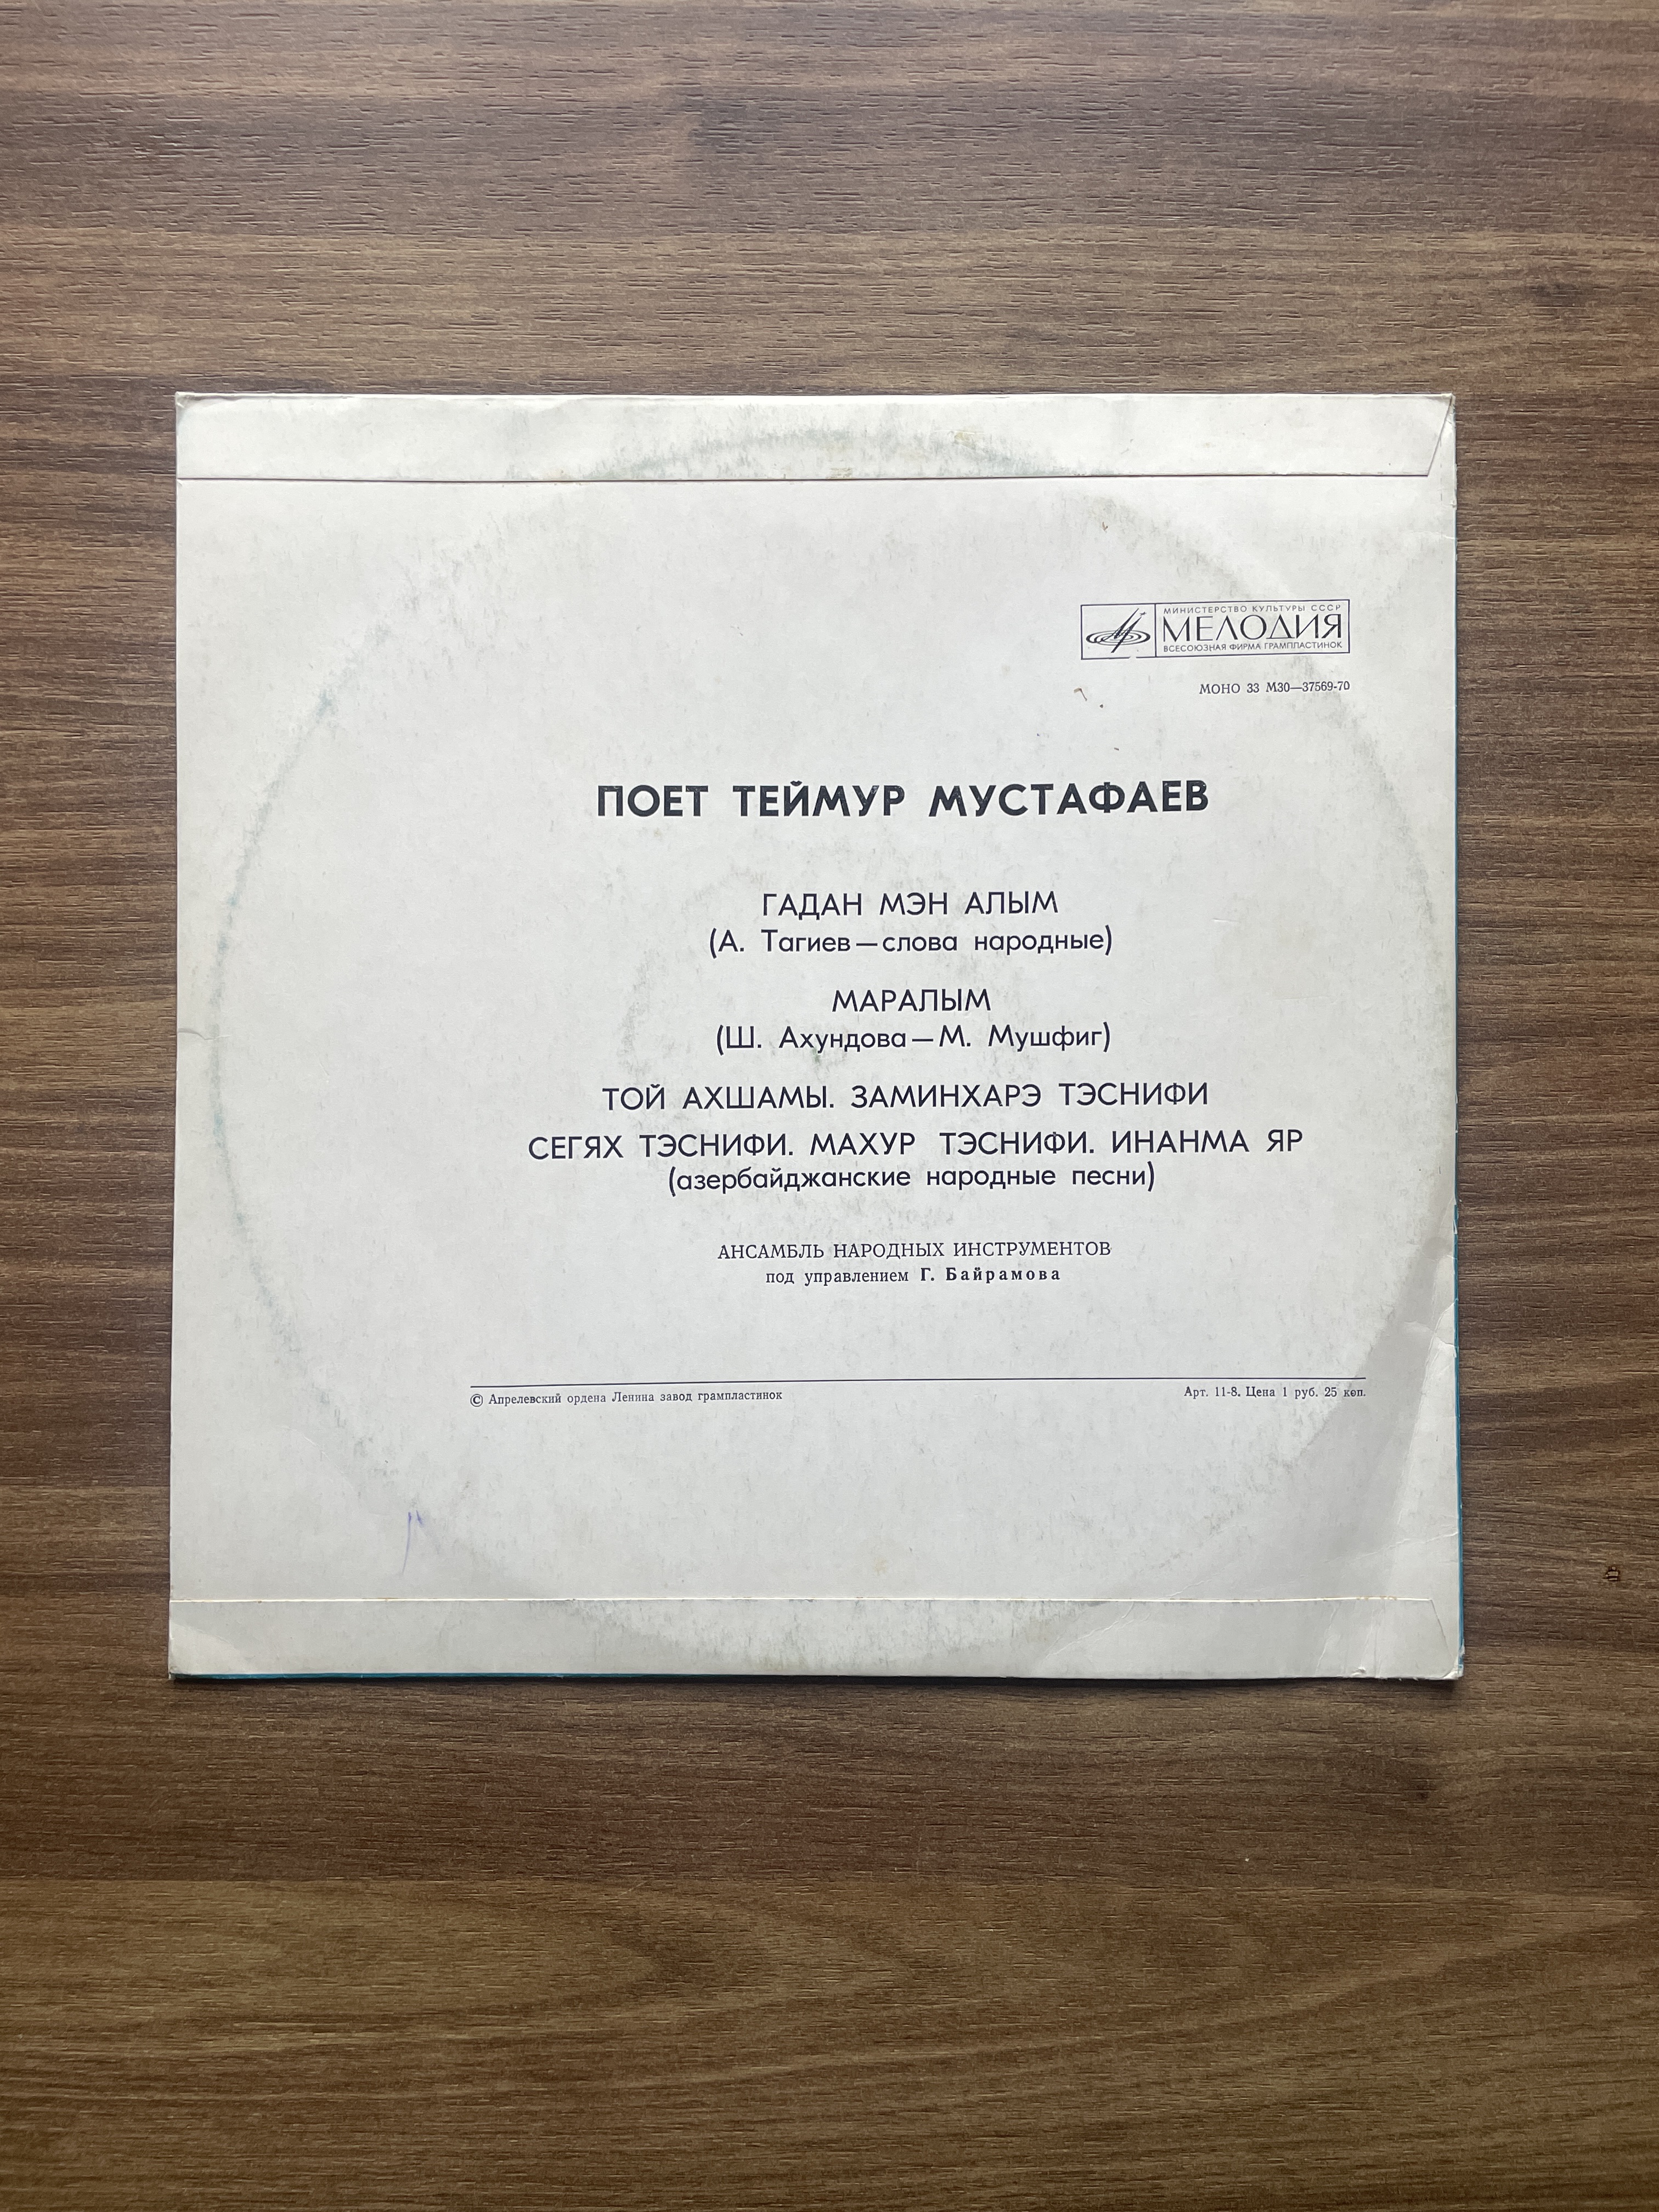 МИНИСТЕРСТВО КУЛЬТУРЫ СССР
МЕЛОДИЯ
ВСЕСОЮЗНАЯ ФИРМА ГРАМПЛАСТИНОК
МОНО 33 М30—37569-70
ПОЕТ ТЕЙМУР МУСТАФАЕВ
ГАДАН МЭН АЛЫМ
(А. Тагиев — слова народные)
МАРАЛЫМ
(Ш. Ахундова — М. Мушфиг)
ТОЙ АХШАМЫ. ЗАМИНХАРЭ ТЭСНИФИ
СЕГЯХ ТЭСНИФИ. МАХУР ТЭСНИФИ. ИНАНМА ЯР
(азербайджанские народные песни)
АНСАМБЛЬ НАРОДНЫХ ИНСТРУМЕНТОВ
под управлением Г. Байрамова
© Апрелевский ордена Ленина завод грампластинок
Арт. 11-8. Цена 1 руб. 25 коп.